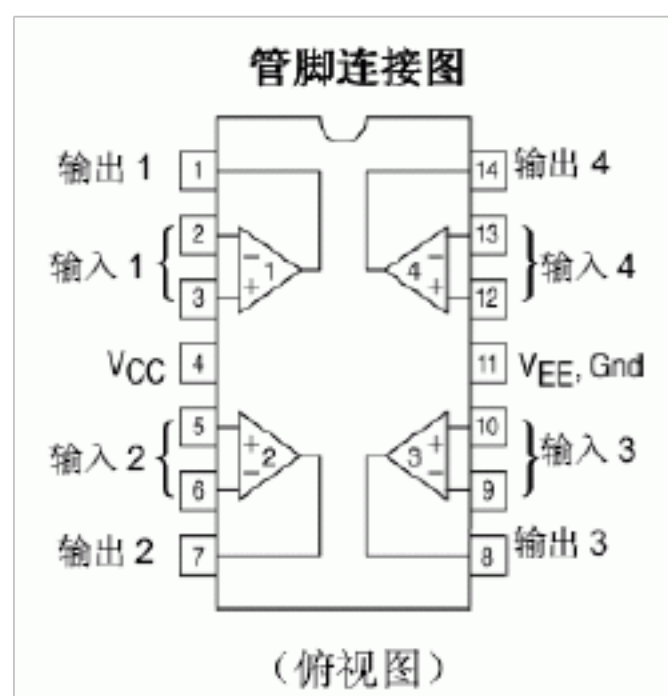 管脚连接图
输出 1 1 14 输出 4
2 13
输入 1 − 1 4 − 输入 4
3 + + 12
VCC 4 11 VEE, Gnd
5 + + 10
输入 2 2 3 输入 3
6 − − 9
输出 2 7 8 输出 3
(俯视图)